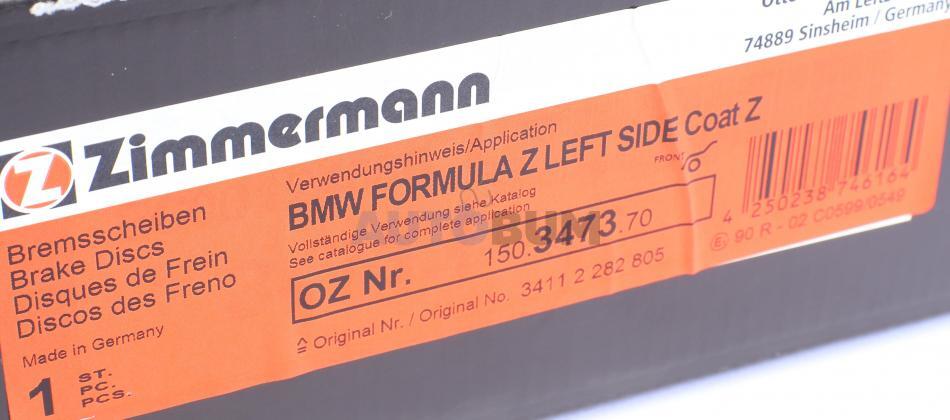 Am
74889 Sinsheim / Germany
Z Zimmermann
Bremsscheiben
Brake Discs
Disques de Frein
Discos des Freno
Made in Germany
1 ST.
PC.
PCS.
Verwendungshinweis/Application
BMW FORMULA Z LEFT SIDE Coat Z
Vollständige Verwendung siehe Katalog
See catalogue for complete application
FRONT
OZ Nr. 150.3473.70
≙ Original Nr. / Original No. 3411 2 282 805
4 250238 746164
E1 90 R - 02 C0599/0549
AUTOBUM